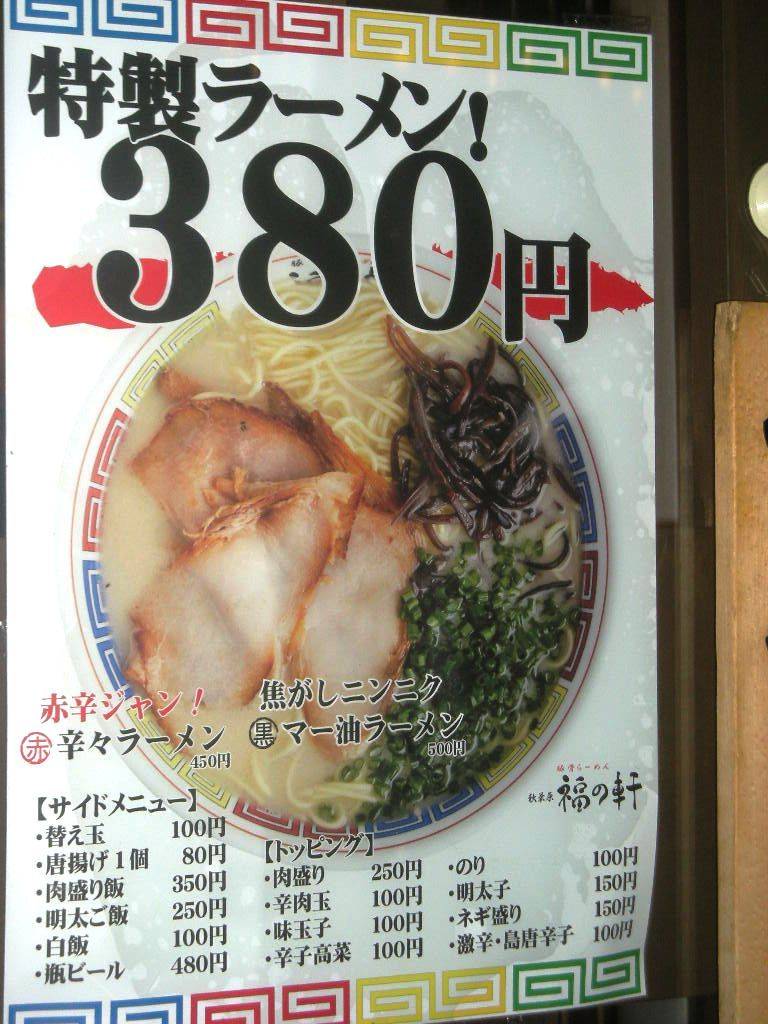 特製ラーメン!
380円
赤辛ジャン!
赤 辛々ラーメン
450円
焦がしニンニク
黒 マー油ラーメン
500円
豚骨らーめん
秋葉原 福の軒
【サイドメニュー】
・替え玉 100円
・唐揚げ1個 80円
・肉盛り飯 350円
・明太ご飯 250円
・白飯 100円
・瓶ビール 480円
【トッピング】
・肉盛り 250円
・辛肉玉 100円
・味玉子 100円
・辛子高菜 100円
・のり 100円
・明太子 150円
・ネギ盛り 150円
・激辛・島唐辛子 100円